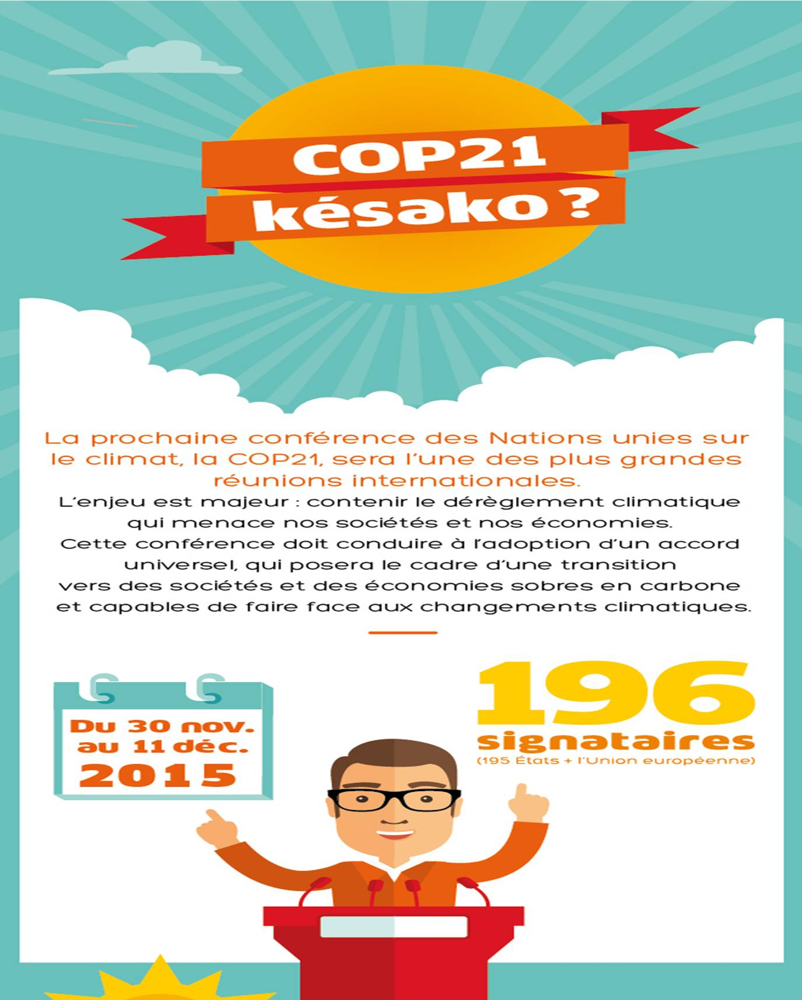 COP21
késako ?
La prochaine conférence des Nations unies sur
le climat, la COP21, sera l'une des plus grandes
réunions internationales.
L'enjeu est majeur : contenir le dérèglement climatique
qui menace nos sociétés et nos économies.
Cette conférence doit conduire à l'adoption d'un accord
universel, qui posera le cadre d'une transition
vers des sociétés et des économies sobres en carbone
et capables de faire face aux changements climatiques.
Du 30 nov.
au 11 déc.
2015
196
signataires
(195 États + l'Union européenne)